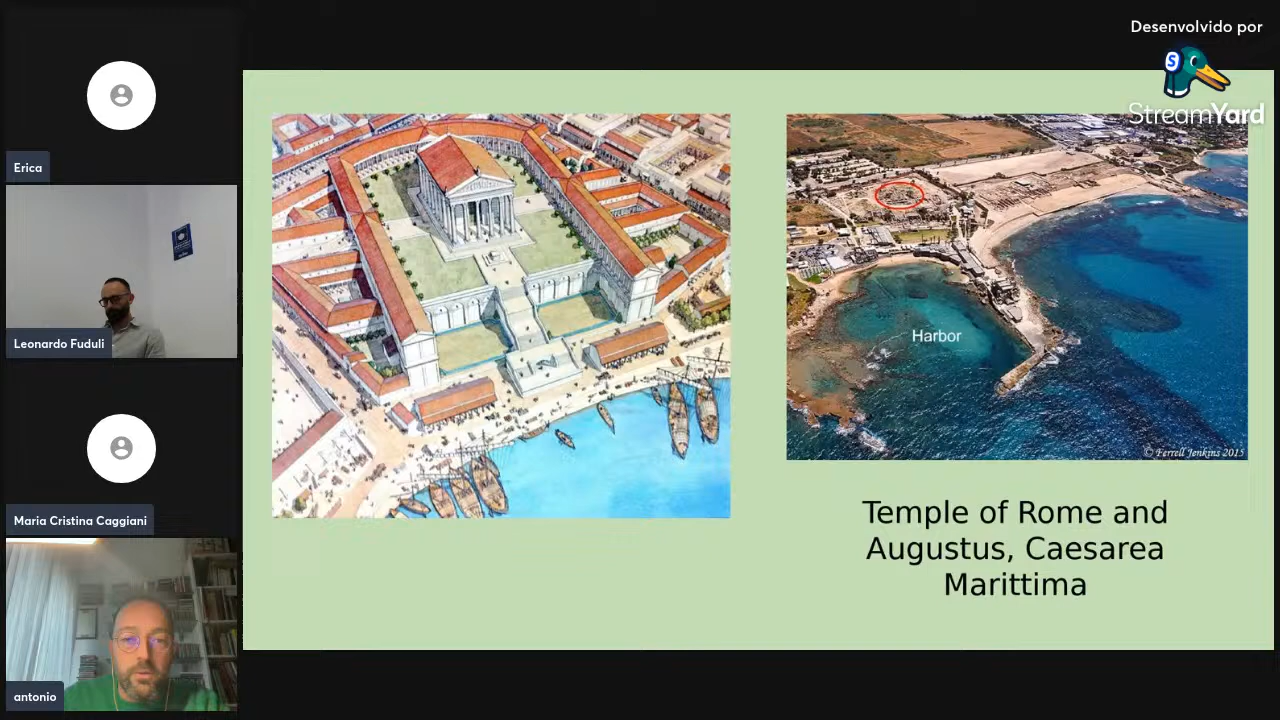 Desenvolvido por
StreamYard
Erica
Leonardo Fuduli
Maria Cristina Caggiani
antonio
Harbor
© Ferrell Jenkins 2015
Temple of Rome and
Augustus, Caesarea
Marittima